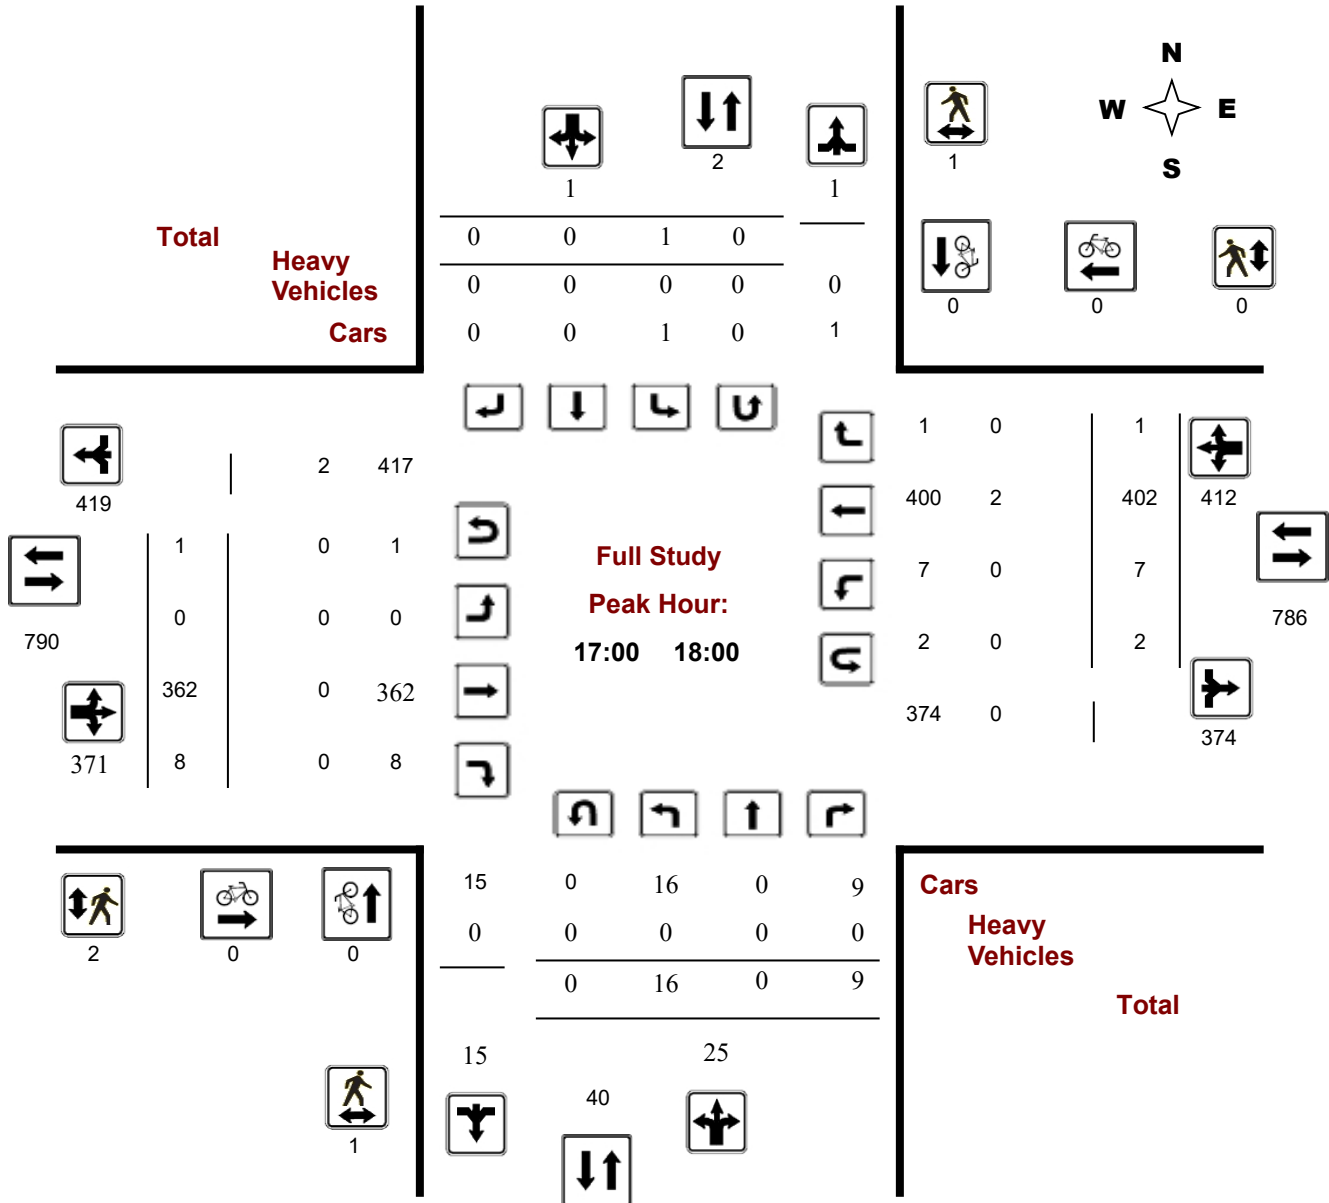 N
W E
S
2
1
1 1
Total 0 0 1 0
Heavy
Vehicles 0 0 0 0 0
Cars 0 0 1 0 1
0 0 0
1 0 1
2 417
419 400 2 402 412
1 0 1
Full Study
7 0 7
Peak Hour:
0 0 0
790 17:00 18:00 2 0 2 786
362 0 362
374 0 374
371 8 0 8
15 0 16 0 9 Cars
0 0 0 0 0 Heavy
Vehicles
2 0 0
0 16 0 9 Total
15 25
40
1